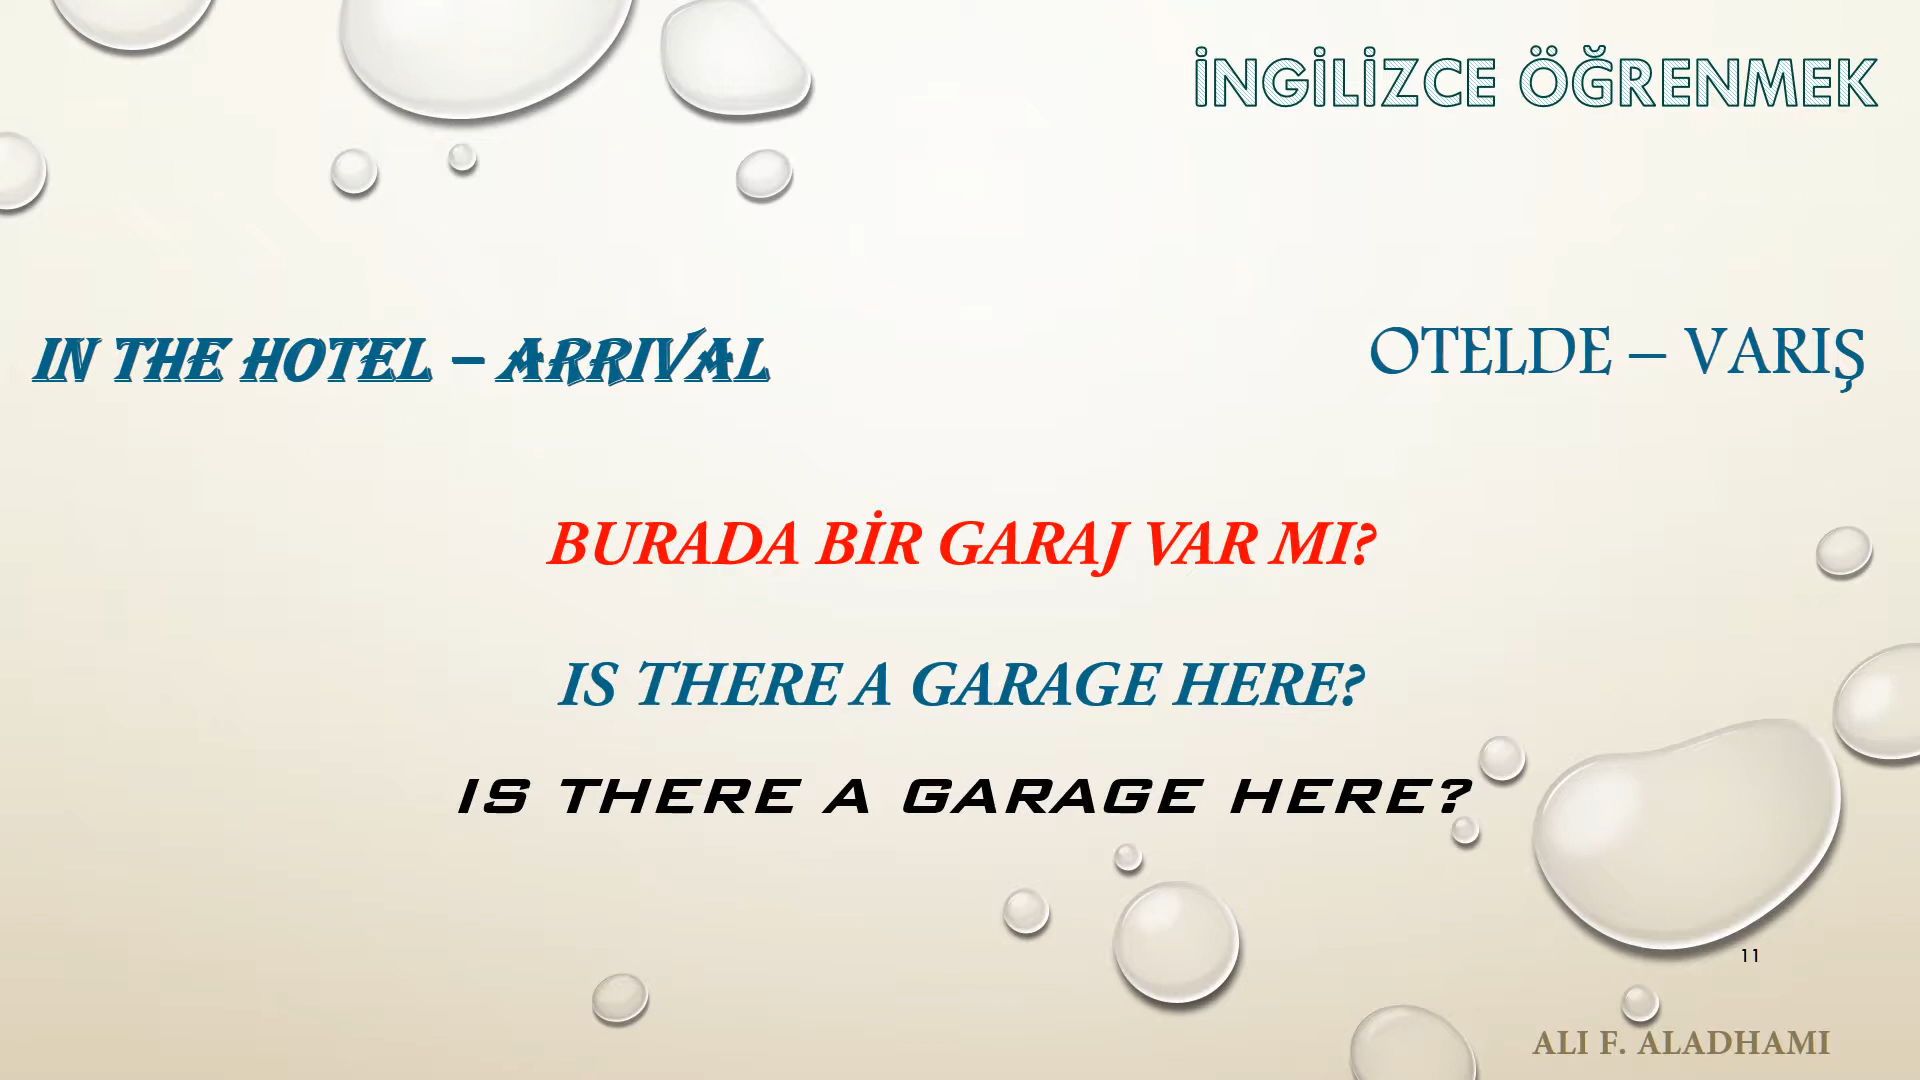 İNGİLİZCE ÖĞRENMEK
IN THE HOTEL – ARRIVAL
OTELDE – VARIŞ
BURADA BİR GARAJ VAR MI?
IS THERE A GARAGE HERE?
IS THERE A GARAGE HERE?
11
ALI F. ALADHAMI